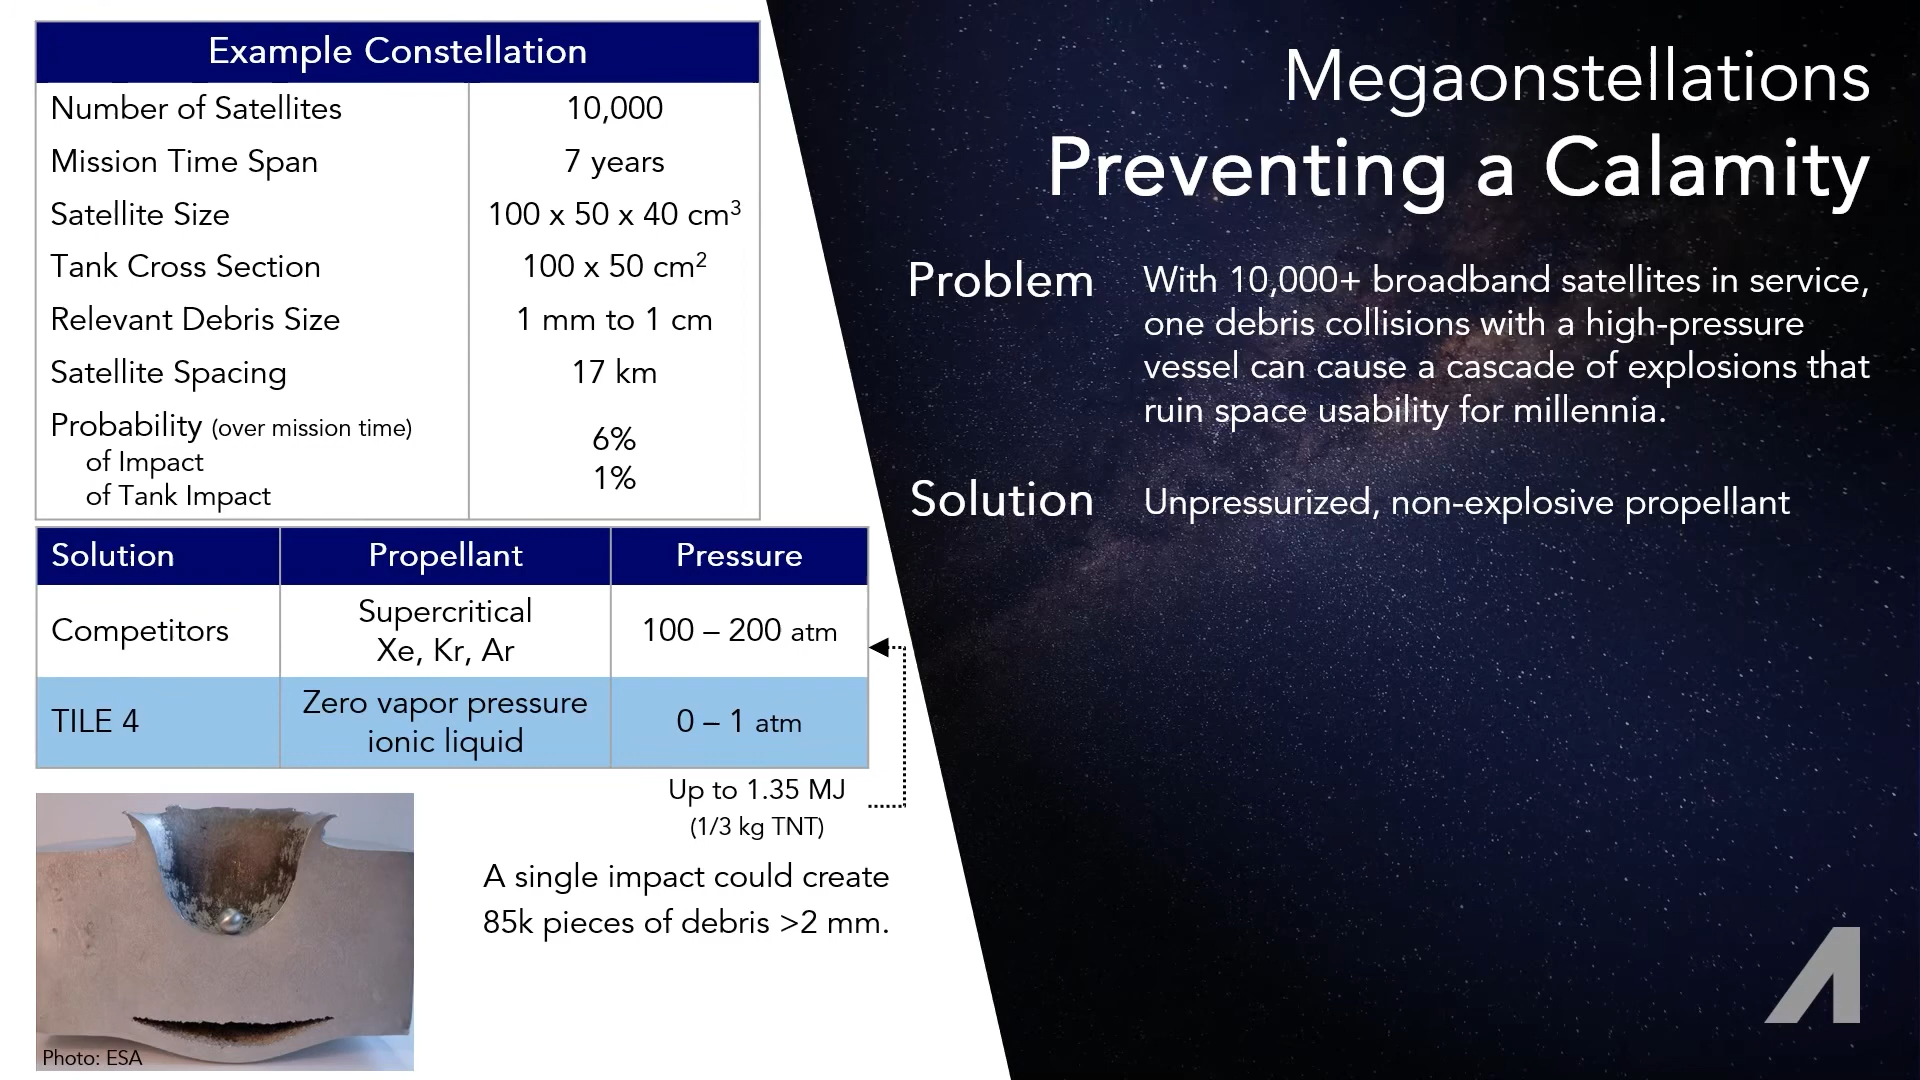 Example Constellation
Number of Satellites 10,000
Mission Time Span 7 years
Satellite Size 100 x 50 x 40 cm³
Tank Cross Section 100 x 50 cm²
Relevant Debris Size 1 mm to 1 cm
Satellite Spacing 17 km
Probability (over mission time)
of Impact 6%
of Tank Impact 1%
Solution Propellant Pressure
Competitors Supercritical
Xe, Kr, Ar 100 – 200 atm
TILE 4 Zero vapor pressure
ionic liquid 0 – 1 atm
Up to 1.35 MJ
(1/3 kg TNT)
A single impact could create
85k pieces of debris >2 mm.
Photo: ESA
Megaonstellations
Preventing a Calamity
Problem With 10,000+ broadband satellites in service,
one debris collisions with a high-pressure
vessel can cause a cascade of explosions that
ruin space usability for millennia.
Solution Unpressurized, non-explosive propellant